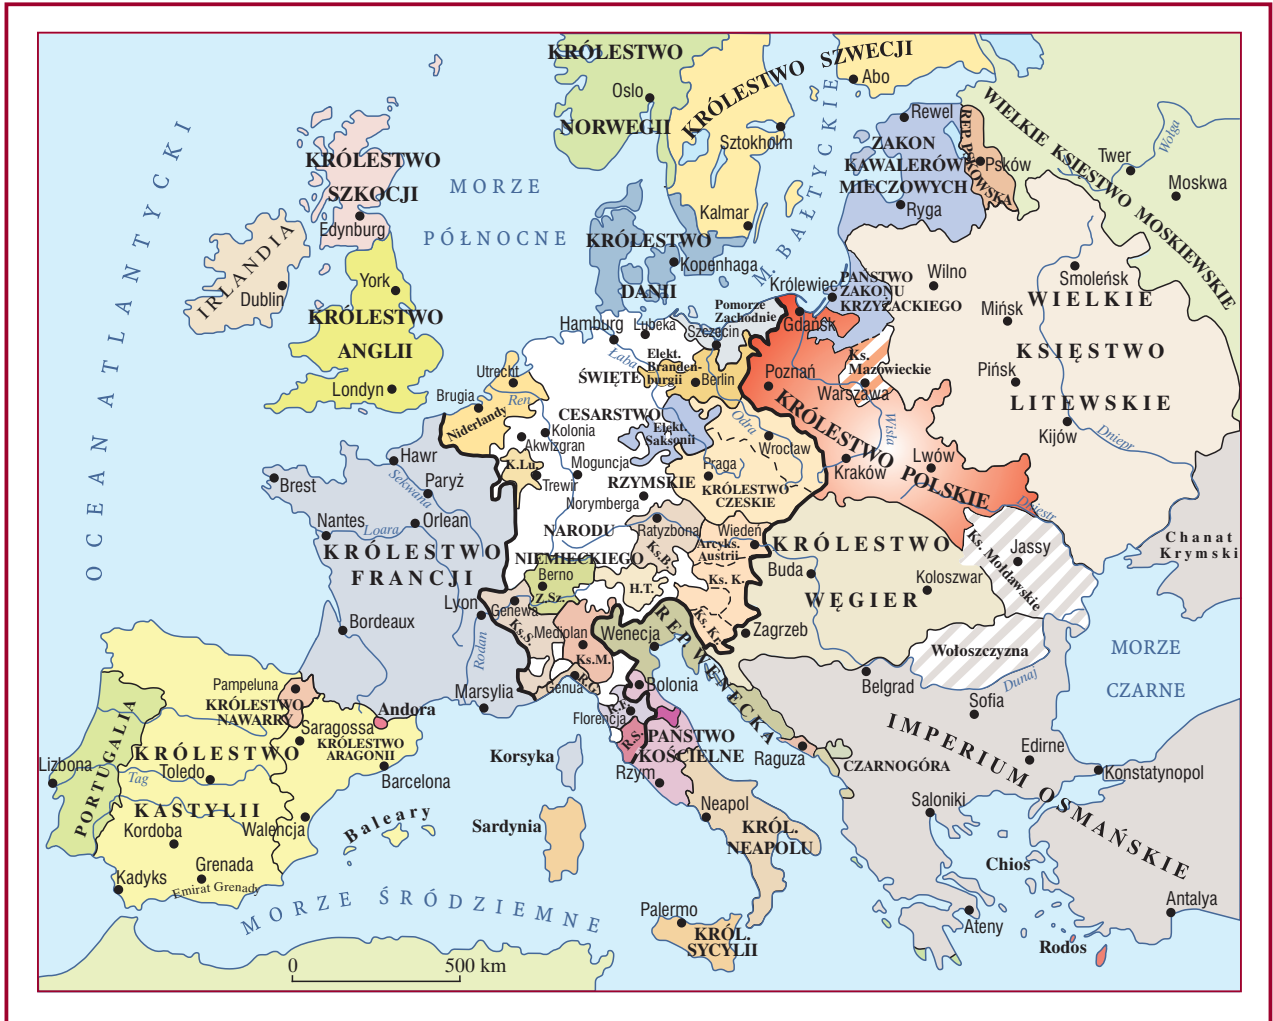 KRÓLESTWO
NORWEGII
Oslo
KRÓLESTWO SZWECJI
Sztokholm
Kalmar
Abo
Rewel
ZAKON
KAWALERÓW
MIECZOWYCH
Ryga
REP. PSKOWSKA
Psków
WIELKIE KSIĘSTWO MOSKIEWSKIE
Twer
Wołga
Moskwa
OCEAN ATLANTYCKI
KRÓLESTWO
SZKOCJI
Edynburg
MORZE
PÓŁNOCNE
M. BAŁTYCKIE
IRLANDIA
Dublin
York
KRÓLESTWO
ANGLII
Londyn
KRÓLESTWO
DANII
Kopenhaga
Królewiec
PAŃSTWO
ZAKONU
KRZYŻACKIEGO
Wilno
Smoleńsk
Mińsk
WIELKIE
KSIĘSTWO
LITEWSKIE
Pińsk
Kijów
Dniepr
Pomorze
Zachodnie
Gdańsk
Hamburg
Lubeka
Szczecin
Łaba
Elekt.
Branden-
burgii
Berlin
Poznań
Ks.
Mazowieckie
Warszawa
Wisła
KRÓLESTWO POLSKIE
Kraków
Lwów
Dniestr
Utrecht
Ren
Brugia
Niderlandy
ŚWIĘTE
CESARSTWO
RZYMSKIE
NARODU
NIEMIECKIEGO
Kolonia
Akwizgran
Elekt.
Saksonii
Odra
Wrocław
K.Lu.
Trewir
Moguncja
Norymberga
Praga
KRÓLESTWO
CZESKIE
Hawr
Sekwana
Paryż
Brest
Nantes
Loara
Orlean
KRÓLESTWO
FRANCJI
Ratyzbona
Ks.B.
Wiedeń
Arcyks.
Austrii
Ks. K.
Ks. Kr.
H.T.
Berno
Z.Sz.
Genewa
Ks.S.
Lyon
Rodan
Bordeaux
Marsylia
KRÓLESTWO
WĘGIER
Buda
Koloszwar
Zagrzeb
Ks. Mołdawskie
Jassy
Chanat
Krymski
Wołoszczyzna
Dunaj
MORZE
CZARNE
Mediolan
Ks.M.
Wenecja
REP. WENECKA
Genua
R.G.
Bolonia
R.F.
Florencja
R.S.
PAŃSTWO
KOŚCIELNE
Rzym
Korsyka
Sardynia
Neapol
KRÓL.
NEAPOLU
Palermo
KRÓL.
SYCYLII
Raguza
CZARNOGÓRA
Belgrad
Sofia
IMPERIUM OSMAŃSKIE
Edirne
Konstatynopol
Saloniki
Chios
Ateny
Rodos
Antalya
Pampeluna
KRÓLESTWO
NAWARRY
Andora
Saragossa
KRÓLESTWO
ARAGONII
Barcelona
KRÓLESTWO
KASTYLII
Toledo
Tag
Lizbona
PORTUGALIA
Kordoba
Walencja
Baleary
Grenada
Emirat Grenady
Kadyks
MORZE ŚRÓDZIEMNE
0 500 km